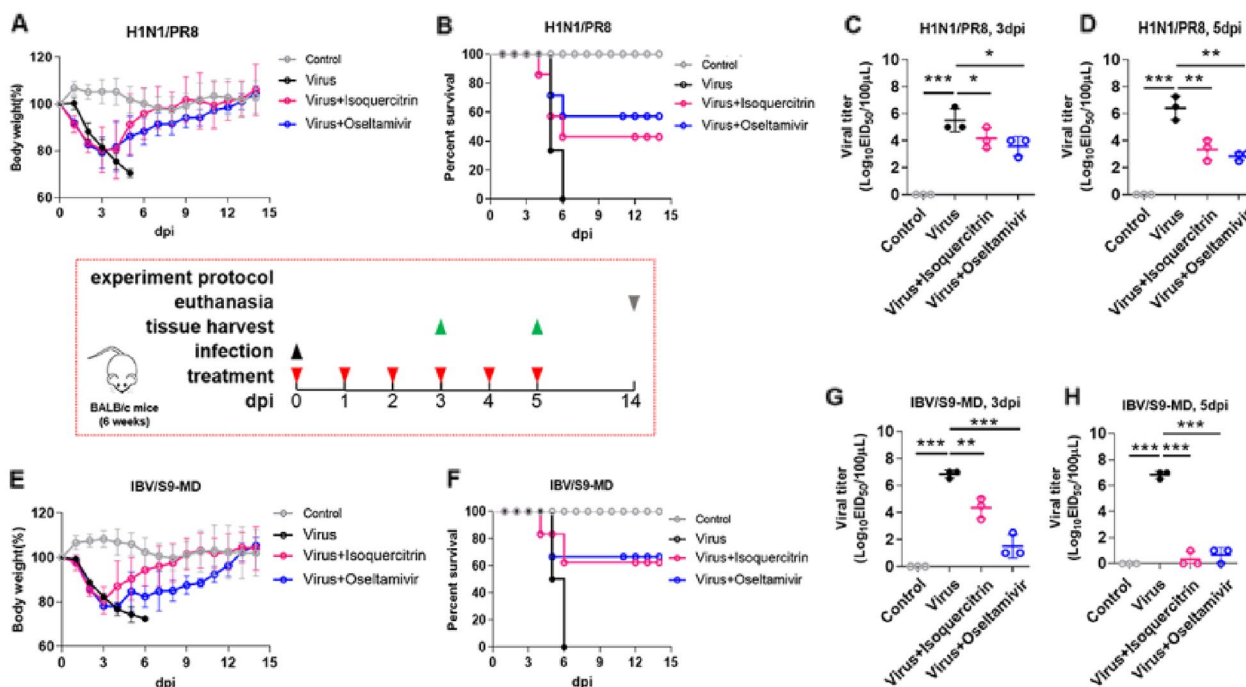 A
H1N1/PR8
Body weight(%)
120
100
80
60
0 3 6 9 12 15
dpi
Control
Virus
Virus+Isoquercitrin
Virus+Oseltamivir
B
H1N1/PR8
Percent survival
100
80
60
40
20
0
0 3 6 9 12 15
dpi
Control
Virus
Virus+Isoquercitrin
Virus+Oseltamivir
C
H1N1/PR8, 3dpi
Viral titer
(Log10EID50/100μL)
10
8
6
4
2
0
*
*** *
Control
Virus
Virus+Isoquercitrin
Virus+Oseltamivir
D
H1N1/PR8, 5dpi
Viral titer
(Log10EID50/100μL)
10
8
6
4
2
0
**
*** **
Control
Virus
Virus+Isoquercitrin
Virus+Oseltamivir
experiment protocol
euthanasia
tissue harvest
infection
treatment
dpi 0 1 2 3 4 5 14
BALB/c mice
(6 weeks)
E
IBV/S9-MD
Body weight(%)
120
100
80
60
0 3 6 9 12 15
dpi
Control
Virus
Virus+Isoquercitrin
Virus+Oseltamivir
F
IBV/S9-MD
Percent survival
100
80
60
40
20
0
0 3 6 9 12 15
dpi
Control
Virus
Virus+Isoquercitrin
Virus+Oseltamivir
G
IBV/S9-MD, 3dpi
Viral titer
(Log10EID50/100μL)
10
8
6
4
2
0
***
*** **
Control
Virus
Virus+Isoquercitrin
Virus+Oseltamivir
H
IBV/S9-MD, 5dpi
Viral titer
(Log10EID50/100μL)
10
8
6
4
2
0
***
*** ***
Control
Virus
Virus+Isoquercitrin
Virus+Oseltamivir